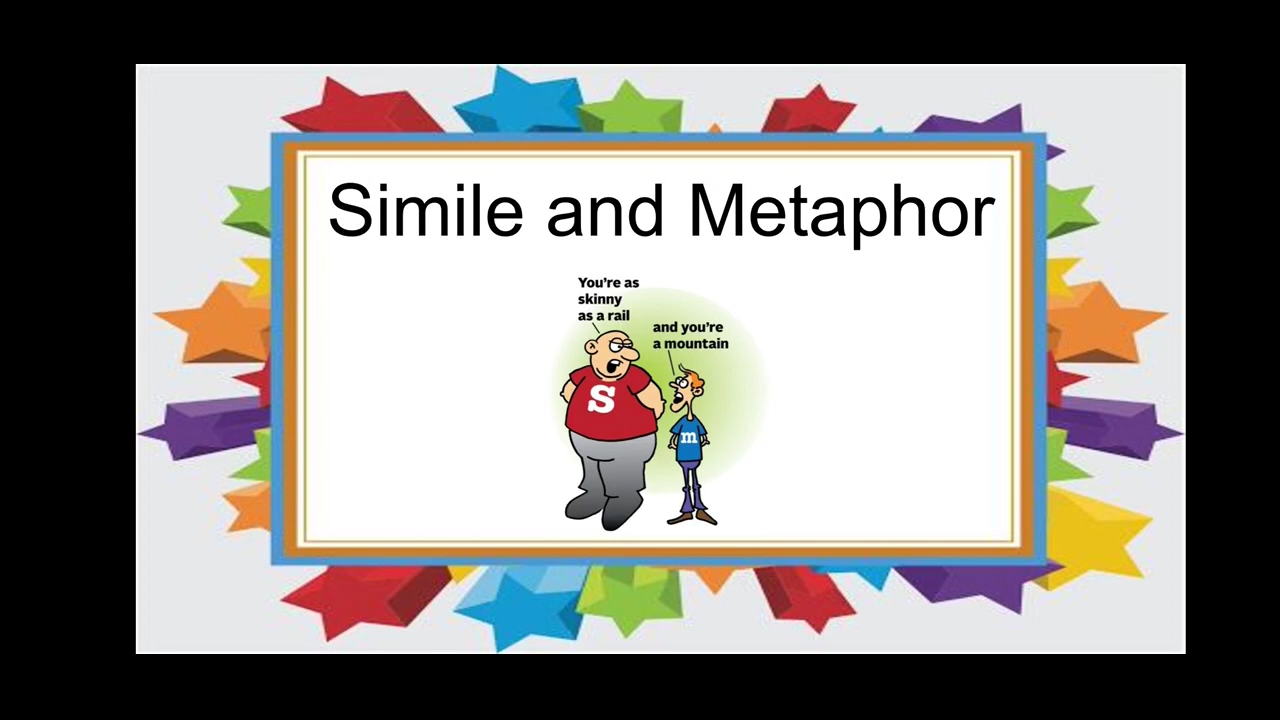 Simile and Metaphor
You're as
skinny
as a rail
and you're
a mountain
S
m